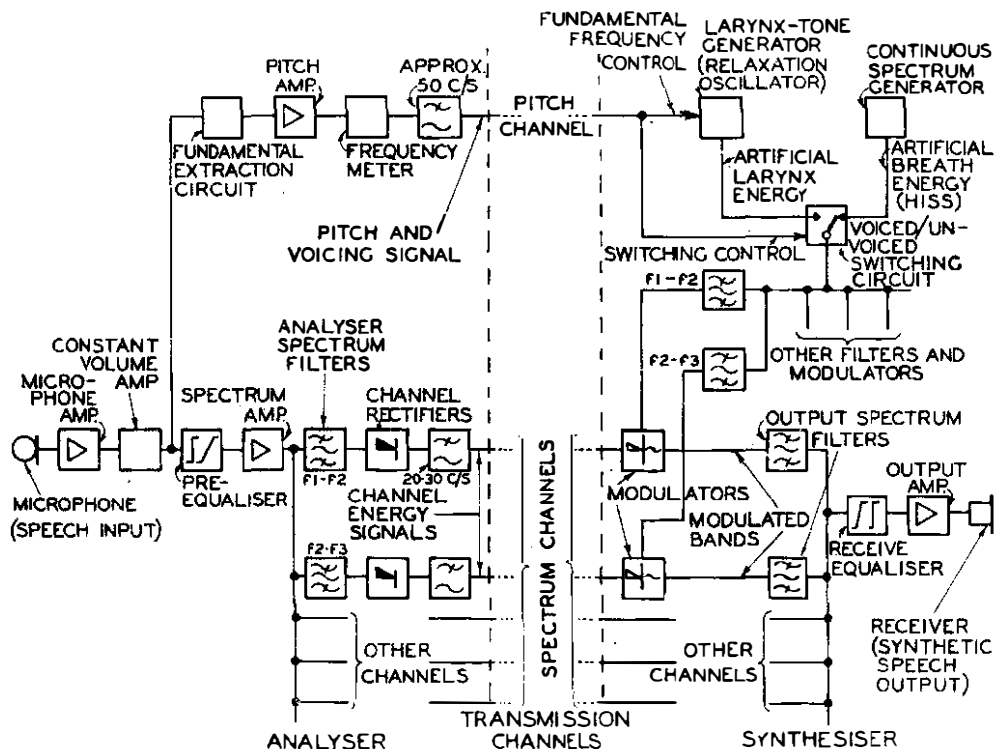 FUNDAMENTAL
FREQUENCY
CONTROL
LARYNX-TONE
GENERATOR
(RELAXATION
OSCILLATOR)
CONTINUOUS
SPECTRUM
GENERATOR
PITCH
AMP.
APPROX.
50 C/S
PITCH
CHANNEL
FUNDAMENTAL
EXTRACTION
CIRCUIT
FREQUENCY
METER
ARTIFICIAL
LARYNX
ENERGY
ARTIFICIAL
BREATH
ENERGY
(HISS)
PITCH AND
VOICING SIGNAL
SWITCHING CONTROL
VOICED/UN-
VOICED
SWITCHING
CIRCUIT
F1-F2
F2-F3
OTHER FILTERS AND
MODULATORS
CONSTANT
VOLUME
AMP
MICRO-
PHONE
AMP.
ANALYSER
SPECTRUM
FILTERS
SPECTRUM
AMP.
CHANNEL
RECTIFIERS
F1-F2
20-30 C/S
PRE-
EQUALISER
MICROPHONE
(SPEECH INPUT)
CHANNEL
ENERGY
SIGNALS
F2-F3
SPECTRUM CHANNELS
MODULATORS
MODULATED
BANDS
OUTPUT SPECTRUM
FILTERS
OUTPUT
AMP.
RECEIVE
EQUALISER
RECEIVER
(SYNTHETIC
SPEECH
OUTPUT)
OTHER
CHANNELS
OTHER
CHANNELS
ANALYSER
TRANSMISSION
CHANNELS
SYNTHESISER